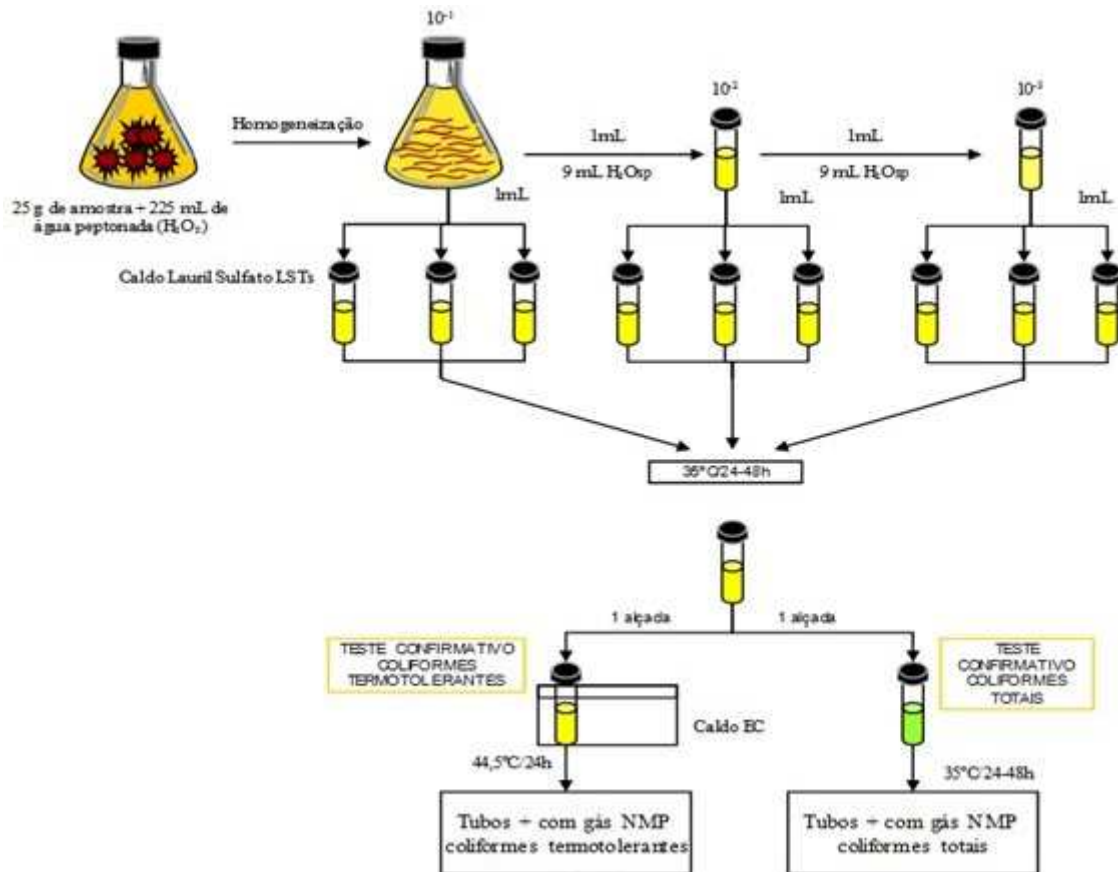 10⁻¹
Homogeneização
10⁻²
10⁻³
1mL
9 mL H₂Osp
1mL
9 mL H₂Osp
25 g de amostra + 225 mL de
água peptonada (H₂O₂)
1mL
1mL
1mL
Caldo Lauril Sulfato LSTs
35°C/24-48h
1 alçada
1 alçada
TESTE CONFIRMATIVO
COLIFORMES
TERMOTOLERANTES
TESTE
CONFIRMATIVO
COLIFORMES
TOTAIS
Caldo EC
44,5°C/24h
35°C/24-48h
Tubos + com gás NMP
coliformes termotolerantes
Tubos + com gás NMP
coliformes totais